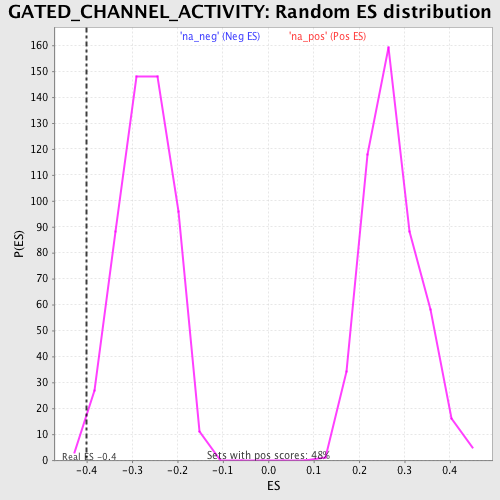 GATED_CHANNEL_ACTIVITY: Random ES distribution
'na_neg' (Neg ES) 'na_pos' (Pos ES)
160
150
140
130
120
110
100
90
80
70
60
50
40
30
20
10
0
P(ES)
Real ES -0.4
Sets with pos scores: 48%
-0.4 -0.3 -0.2 -0.1 0.0 0.1 0.2 0.3 0.4
ES